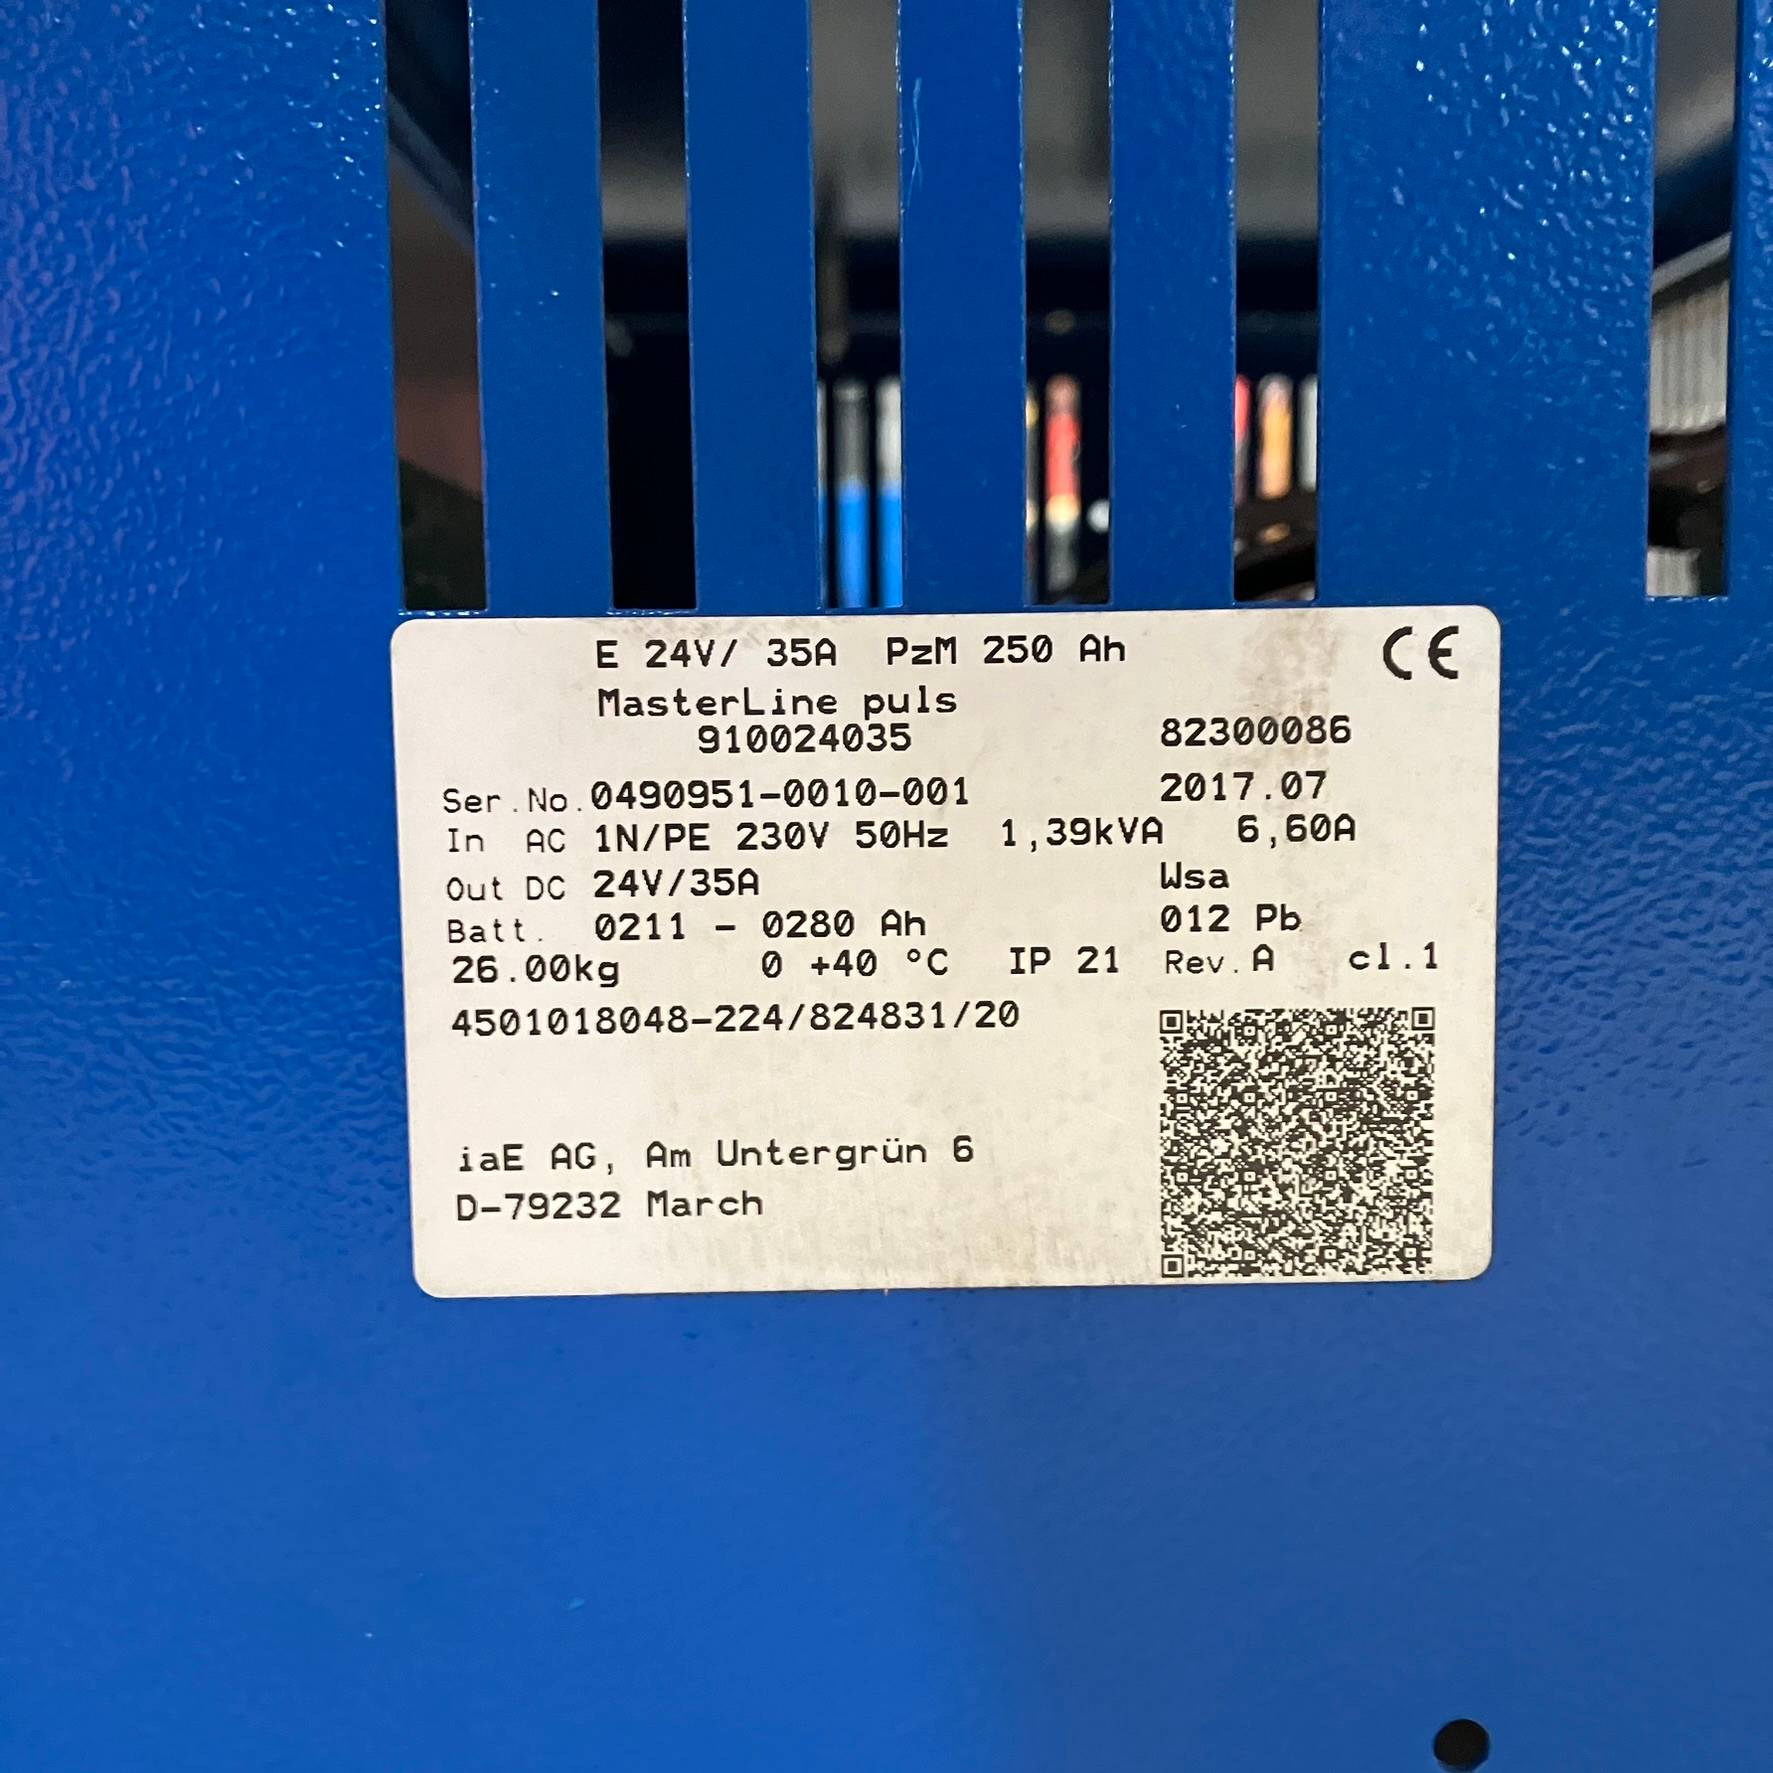 E 24V/ 35A PzM 250 Ah CE
MasterLine puls
910024035 82300086
Ser.No.0490951-0010-001 2017.07
In AC 1N/PE 230V 50Hz 1,39kVA 6,60A
Out DC 24V/35A Wsa
Batt. 0211 - 0280 Ah 012 Pb
26.00kg 0 +40 °C IP 21 Rev.A cl.1
4501018048-224/824831/20
iaE AG, Am Untergrün 6
D-79232 March